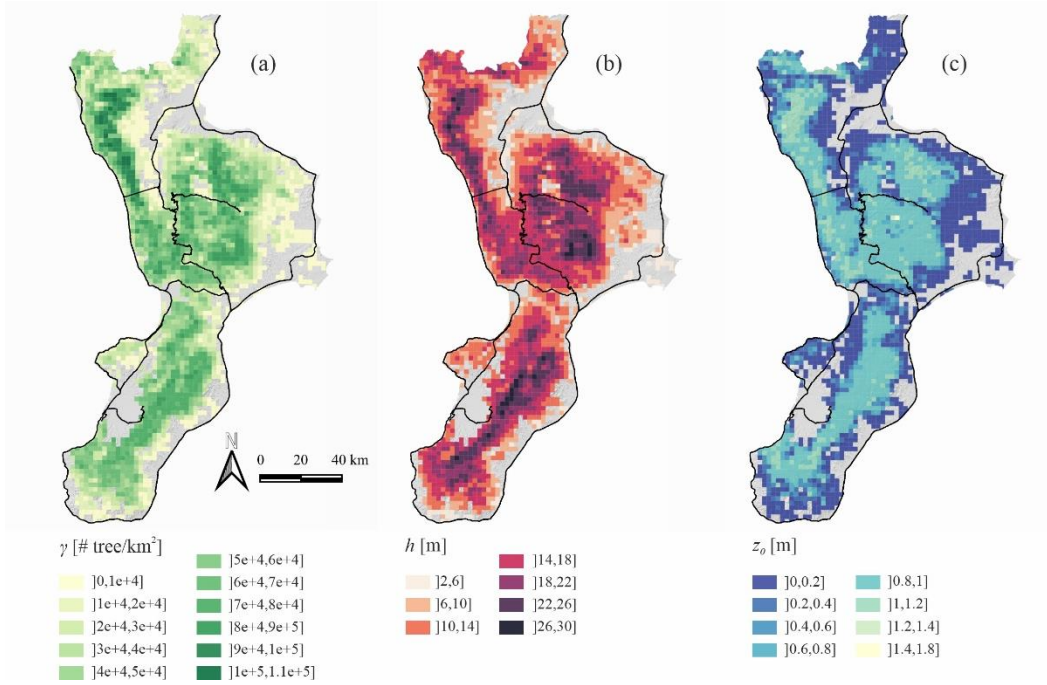 (a)
(b)
(c)
N
0 20 40 km
γ [# tree/km²]
]0,1e+4]
]1e+4,2e+4]
]2e+4,3e+4]
]3e+4,4e+4]
]4e+4,5e+4]
]5e+4,6e+4]
]6e+4,7e+4]
]7e+4,8e+4]
]8e+4,9e+5]
]9e+4,1e+5]
]1e+5,1.1e+5]
h [m]
]2,6]
]6,10]
]10,14]
]14,18]
]18,22]
]22,26]
]26,30]
z₀ [m]
]0,0.2]
]0.2,0.4]
]0.4,0.6]
]0.6,0.8]
]0.8,1]
]1,1.2]
]1.2,1.4]
]1.4,1.8]